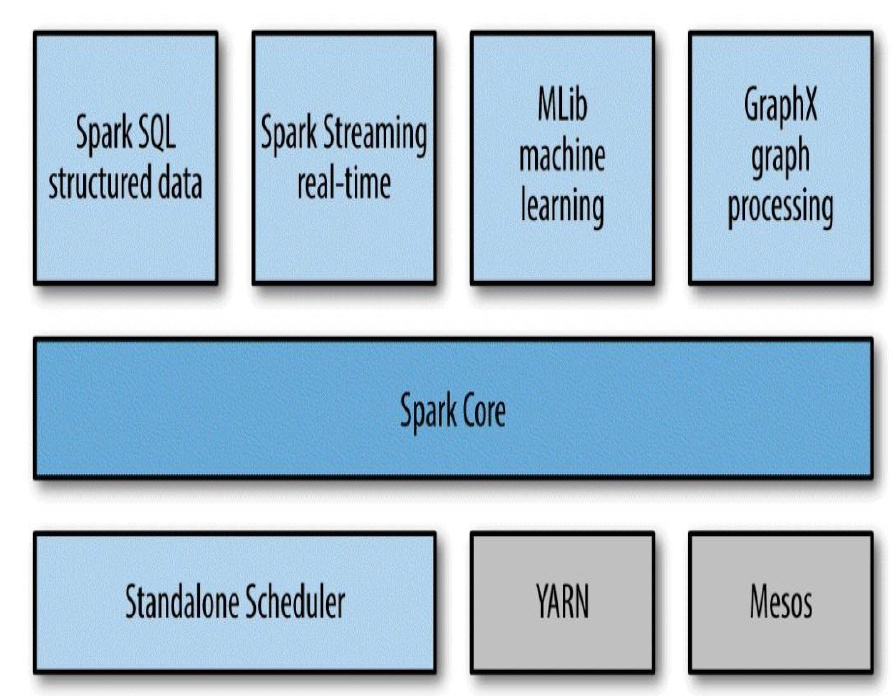 Spark SQL
structured data
Spark Streaming
real-time
MLib
machine
learning
GraphX
graph
processing
Spark Core
Standalone Scheduler
YARN
Mesos